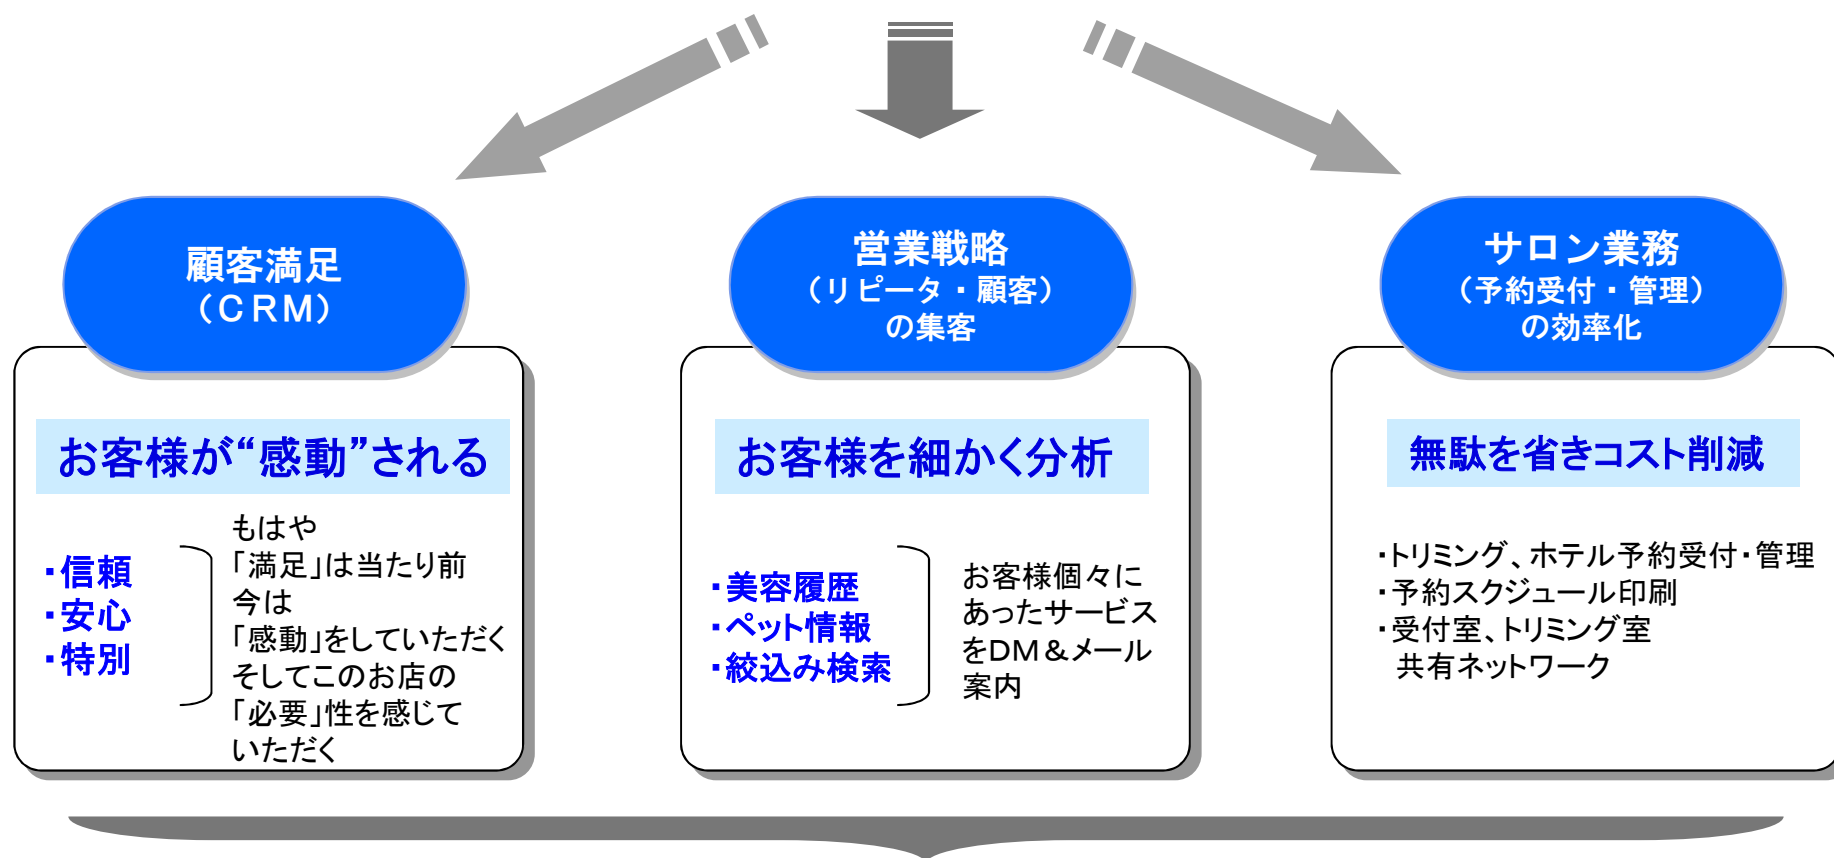 顧客満足
（ＣＲＭ）
お客様が“感動”される
・信頼
・安心
・特別
もはや
「満足」は当たり前
今は
「感動」をしていただく
そしてこのお店の
「必要」性を感じて
いただく
営業戦略
（リピータ・顧客）
の集客
お客様を細かく分析
・美容履歴
・ペット情報
・絞込み検索
お客様個々に
あったサービス
をDM＆メール
案内
サロン業務
（予約受付・管理）
の効率化
無駄を省きコスト削減
・トリミング、ホテル予約受付・管理
・予約スケジュール印刷
・受付室、トリミング室
共有ネットワーク